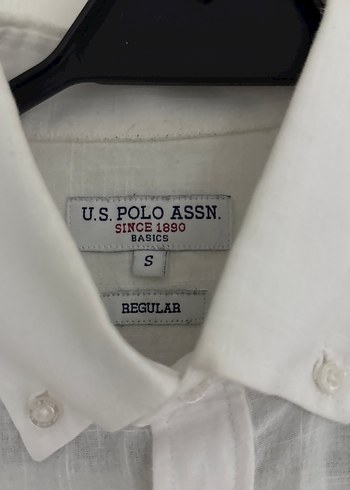 U.S. POLO ASSN.
SINCE 1890
BASICS
S
REGULAR